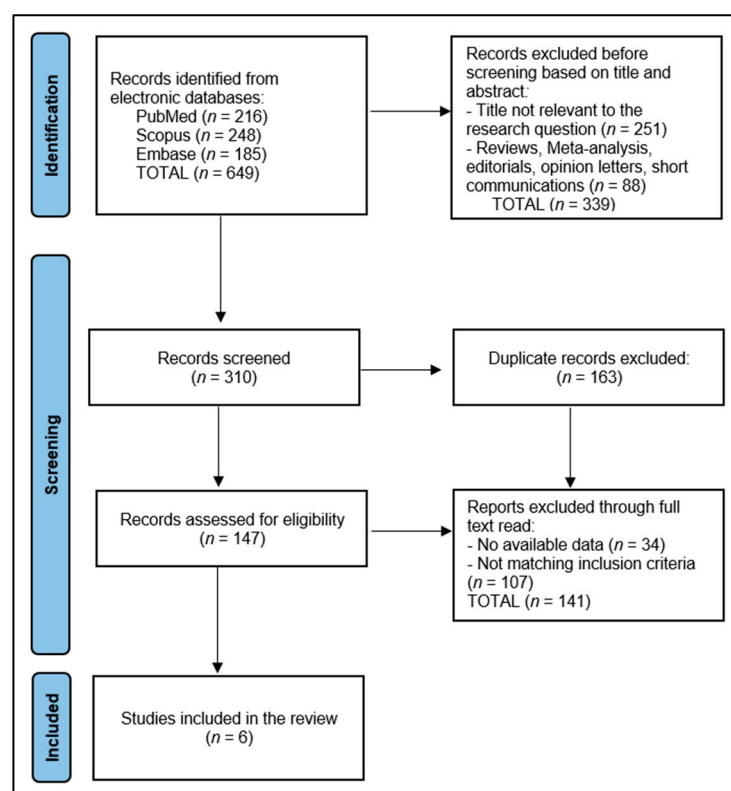 Identification
Records identified from
electronic databases:
PubMed (n = 216)
Scopus (n = 248)
Embase (n = 185)
TOTAL (n = 649)
Records excluded before
screening based on title and
abstract:
- Title not relevant to the
research question (n = 251)
- Reviews, Meta-analysis,
editorials, opinion letters, short
communications (n = 88)
TOTAL (n = 339)
Screening
Records screened
(n = 310)
Duplicate records excluded:
(n = 163)
Records assessed for eligibility
(n = 147)
Reports excluded through full
text read:
- No available data (n = 34)
- Not matching inclusion criteria
(n = 107)
TOTAL (n = 141)
Included
Studies included in the review
(n = 6)